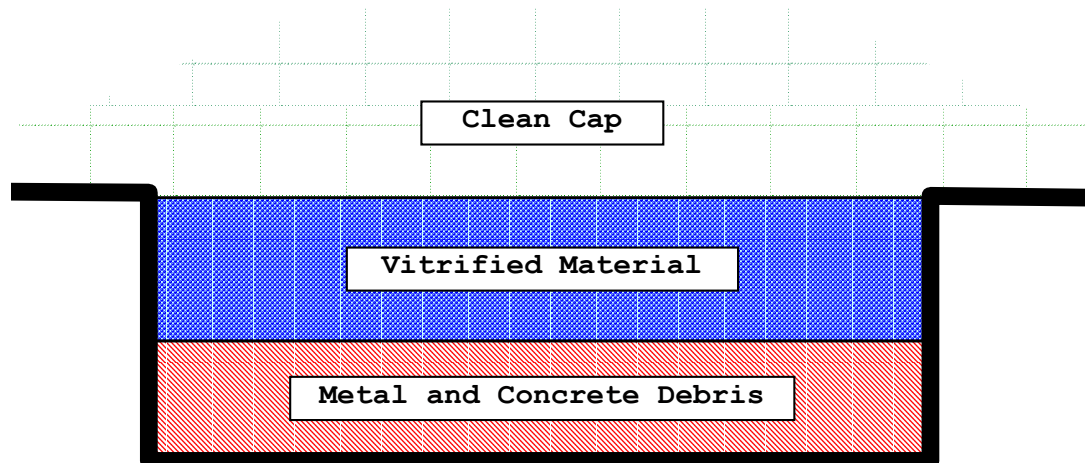 Clean Cap
Vitrified Material
Metal and Concrete Debris